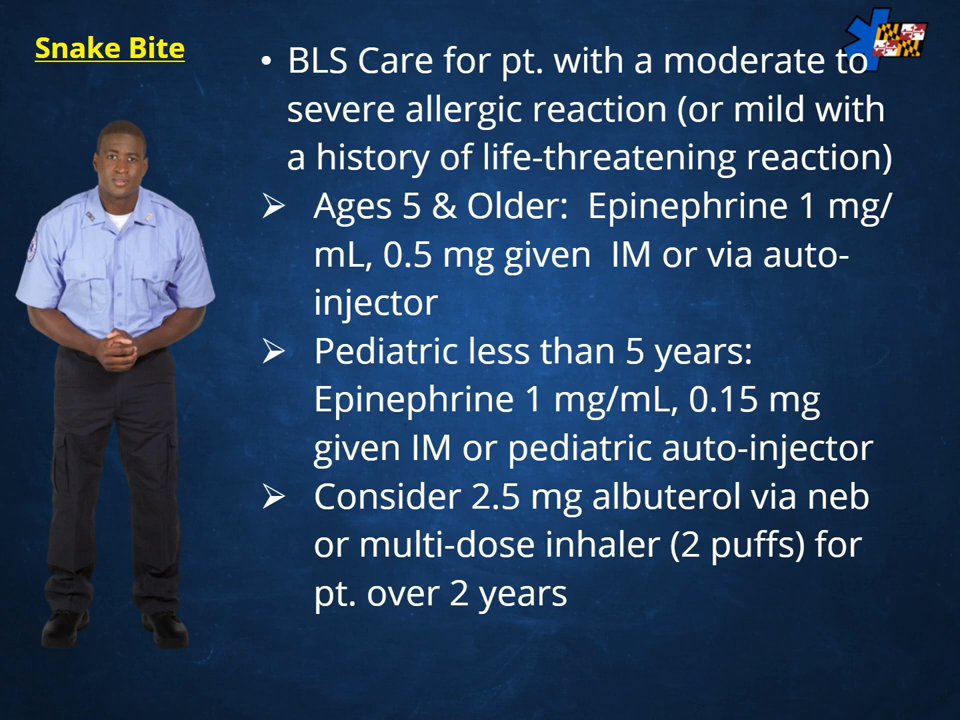 Snake Bite
• BLS Care for pt. with a moderate to
severe allergic reaction (or mild with
a history of life-threatening reaction)
➢ Ages 5 & Older: Epinephrine 1 mg/
mL, 0.5 mg given IM or via auto-
injector
➢ Pediatric less than 5 years:
Epinephrine 1 mg/mL, 0.15 mg
given IM or pediatric auto-injector
➢ Consider 2.5 mg albuterol via neb
or multi-dose inhaler (2 puffs) for
pt. over 2 years